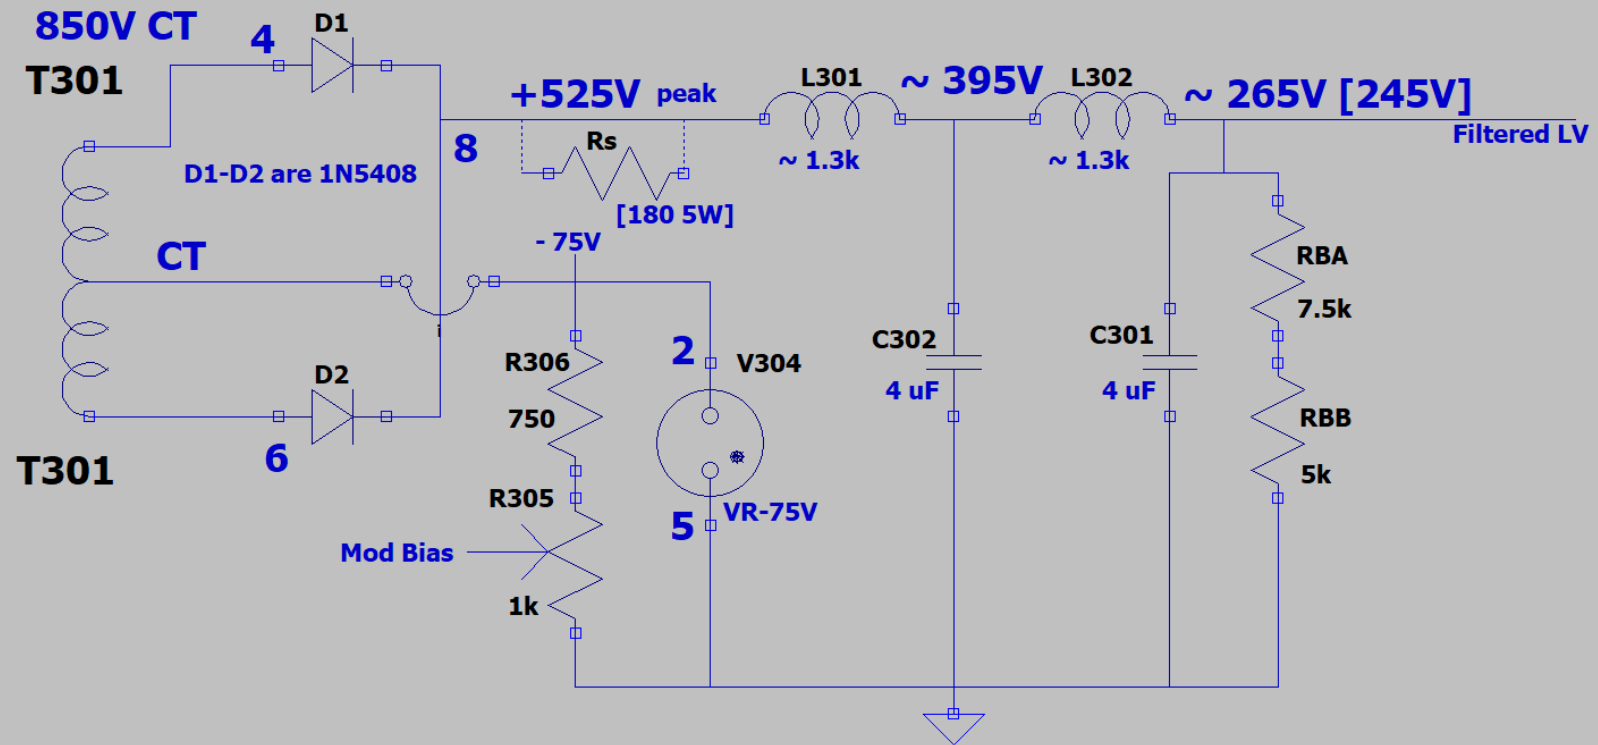 850V CT
4
D1
T301
+525V peak
L301
~ 395V
L302
~ 265V [245V]
Filtered LV
8
Rs
~ 1.3k
~ 1.3k
D1-D2 are 1N5408
[180 5W]
- 75V
CT
RBA
7.5k
i
C302
4 uF
C301
4 uF
2
V304
R306
750
D2
RBB
5k
6
T301
R305
5
VR-75V
Mod Bias
1k